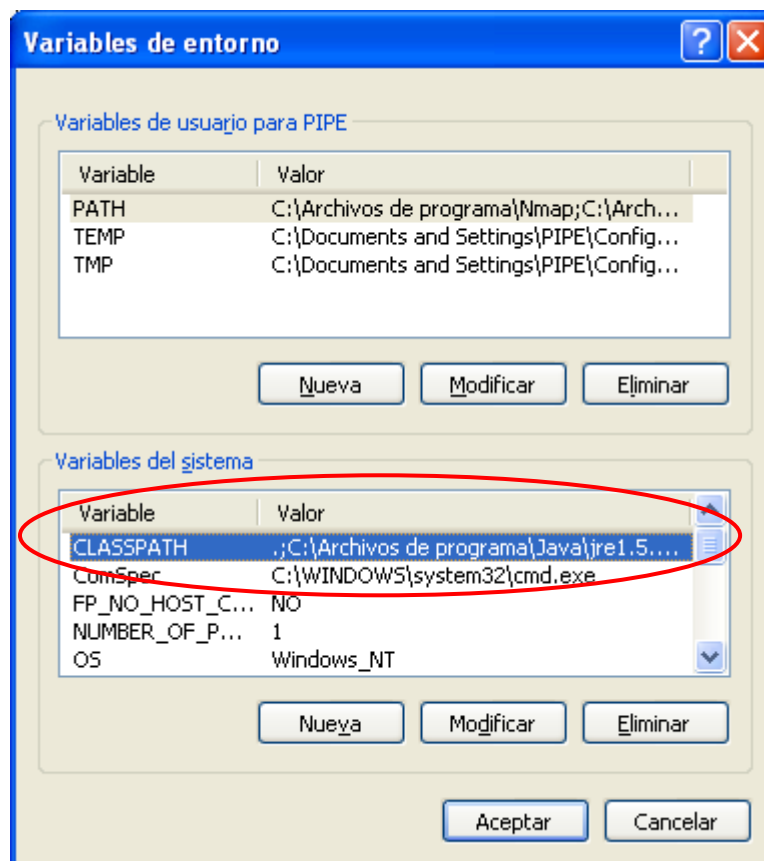 Variables de entorno
Variables de usuario para PIPE
Variable Valor
PATH C:\Archivos de programa\Nmap;C:\Arch...
TEMP C:\Documents and Settings\PIPE\Config...
TMP C:\Documents and Settings\PIPE\Config...
Nueva Modificar Eliminar
Variables del sistema
Variable Valor
CLASSPATH .;C:\Archivos de programa\Java\jre1.5....
ComSpec C:\WINDOWS\system32\cmd.exe
FP_NO_HOST_C... NO
NUMBER_OF_P... 1
OS Windows_NT
Nueva Modificar Eliminar
Aceptar Cancelar